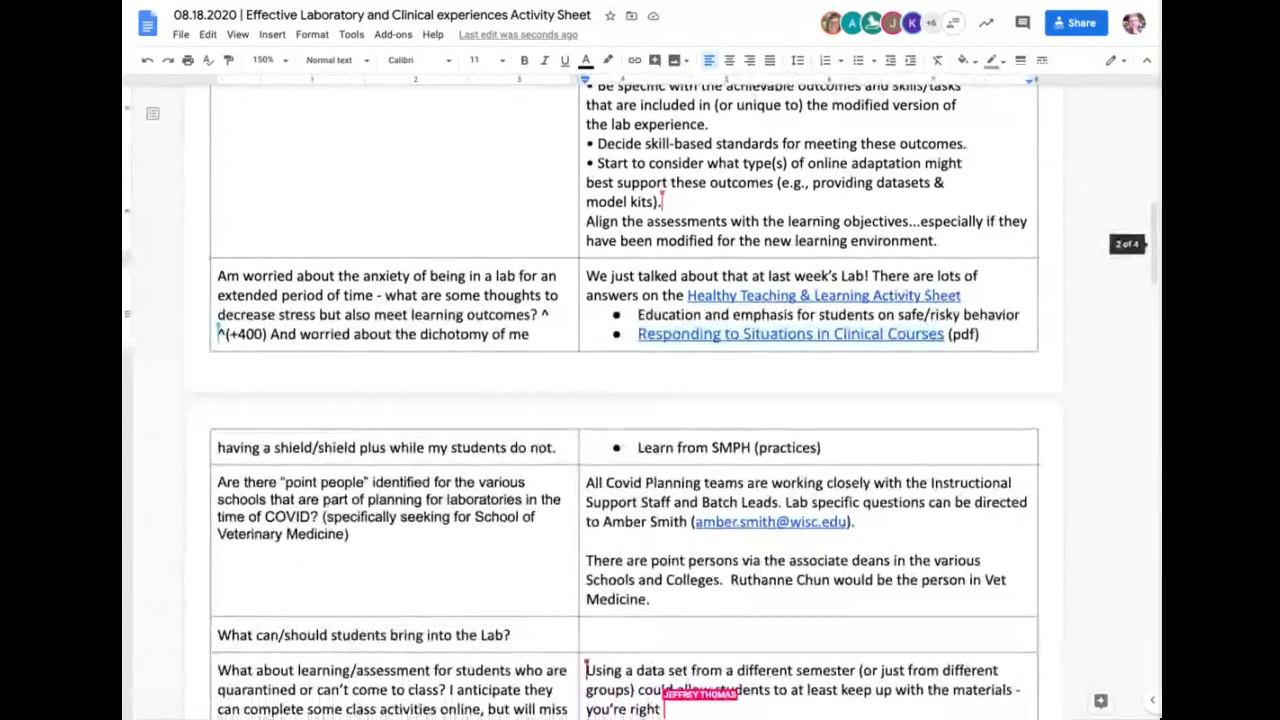 08.18.2020 | Effective Laboratory and Clinical experiences Activity Sheet
A
J
K
+6
Share
File Edit View Insert Format Tools Add-ons Help Last edit was seconds ago
150% Normal text Calibri 11 B I U A
1 2 3 4 5 6 7 8
• Be specific with the achievable outcomes and skills/tasks
that are included in (or unique to) the modified version of
the lab experience.
• Decide skill-based standards for meeting these outcomes.
• Start to consider what type(s) of online adaptation might
best support these outcomes (e.g., providing datasets &
model kits).
Align the assessments with the learning objectives...especially if they
have been modified for the new learning environment.
2 of 4
Am worried about the anxiety of being in a lab for an
extended period of time - what are some thoughts to
decrease stress but also meet learning outcomes? ^
^(+400) And worried about the dichotomy of me
We just talked about that at last week's Lab! There are lots of
answers on the Healthy Teaching & Learning Activity Sheet
● Education and emphasis for students on safe/risky behavior
● Responding to Situations in Clinical Courses (pdf)
having a shield/shield plus while my students do not.
● Learn from SMPH (practices)
Are there "point people" identified for the various
schools that are part of planning for laboratories in the
time of COVID? (specifically seeking for School of
Veterinary Medicine)
All Covid Planning teams are working closely with the Instructional
Support Staff and Batch Leads. Lab specific questions can be directed
to Amber Smith (amber.smith@wisc.edu).
There are point persons via the associate deans in the various
Schools and Colleges. Ruthanne Chun would be the person in Vet
Medicine.
What can/should students bring into the Lab?
What about learning/assessment for students who are
quarantined or can't come to class? I anticipate they
can complete some class activities online, but will miss
Using a data set from a different semester (or just from different
groups) could allow students to at least keep up with the materials -
JEFFREY THOMAS
you're right